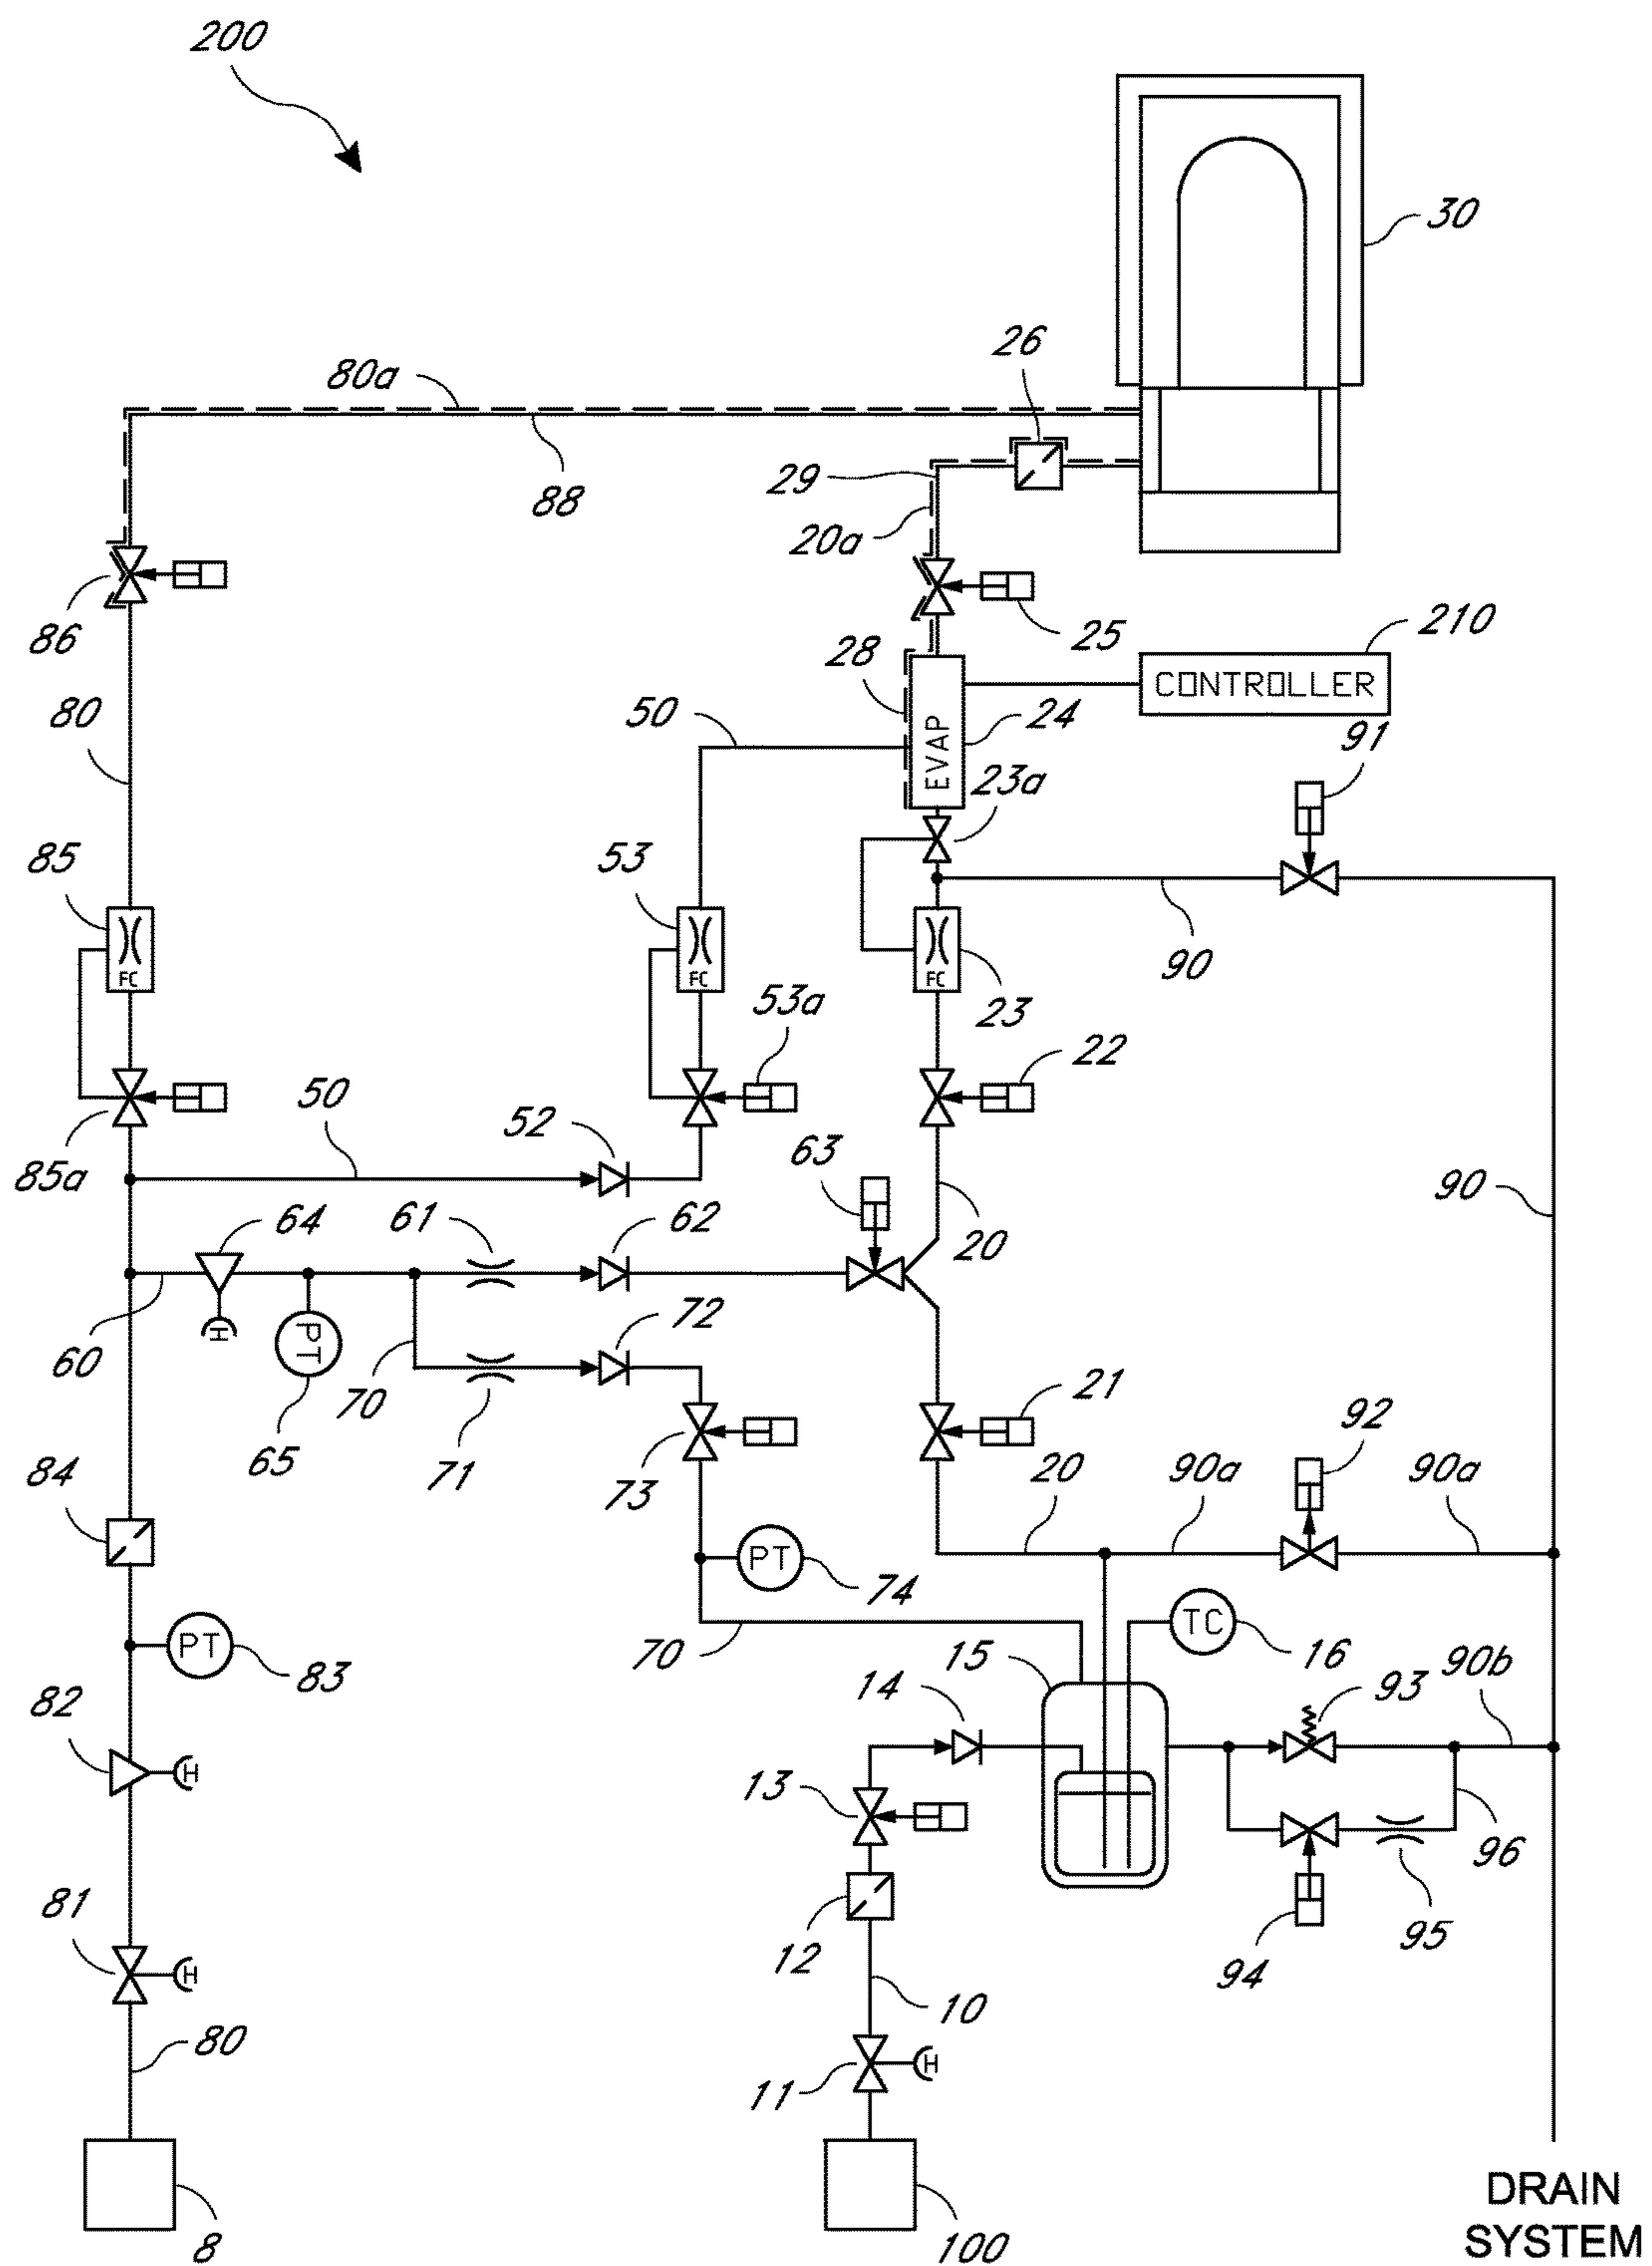 200
30
26
80a
29
88
20a
86
25
210
28
CONTROLLER
80
50
24
EVAP
91
23a
85
53
FC
FC
FC
90
23
53a
22
50
52
63
85a
90
64
61
62
20
H
PT
72
60
70
21
65
71
92
84
73
20
90a
90a
PT
74
TC
PT
70
15
16
90b
83
14
93
82
H
13
96
81
12
95
H
94
10
80
H
11
8
100
DRAIN
SYSTEM